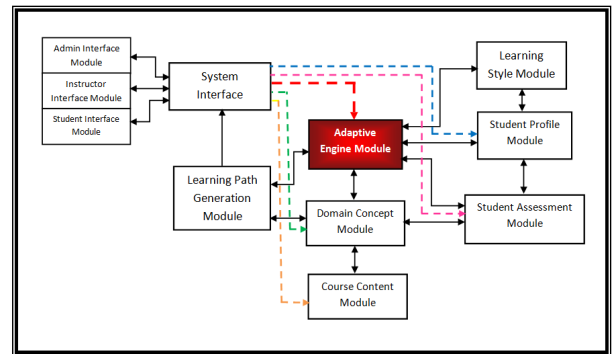 Admin Interface
Module
Instructor
Interface Module
Student Interface
Module
System
Interface
Learning
Style Module
Adaptive
Engine Module
Student Profile
Module
Learning Path
Generation
Module
Domain Concept
Module
Student Assessment
Module
Course Content
Module